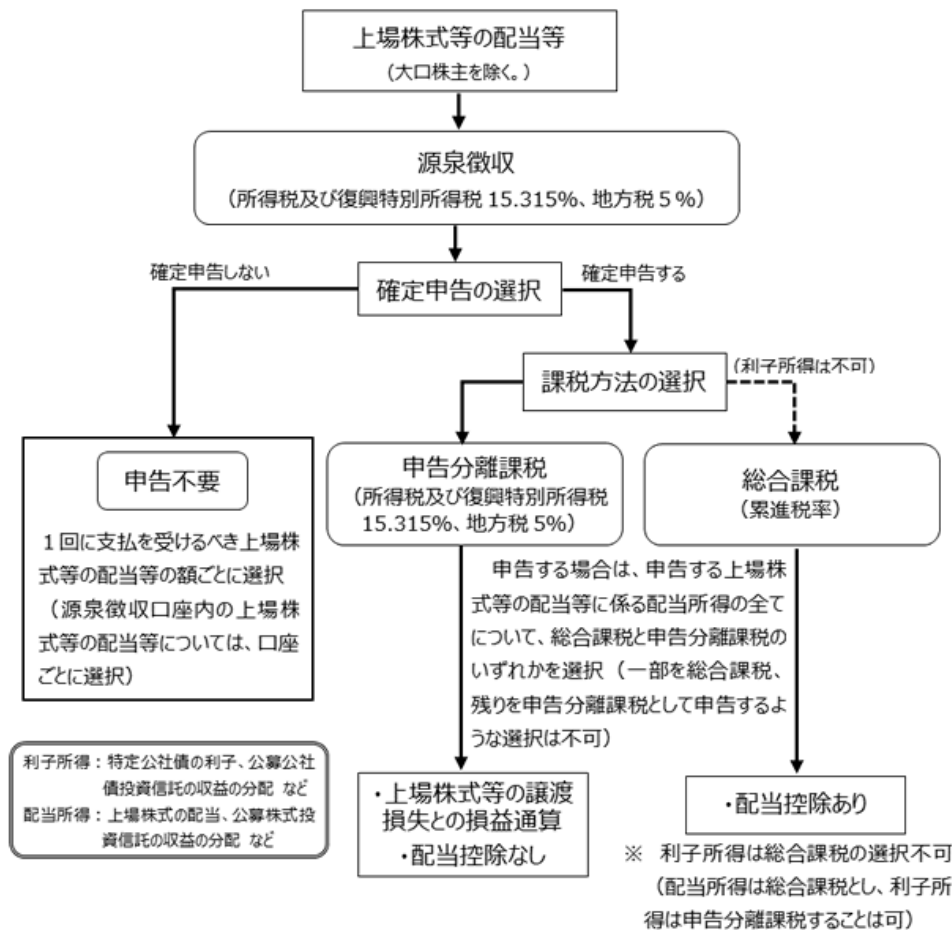 上場株式等の配当等
（大口株主を除く。）
源泉徴収
（所得税及び復興特別所得税 15.315%、地方税５%）
確定申告しない
確定申告する
確定申告の選択
課税方法の選択
（利子所得は不可）
申告不要
１回に支払を受けるべき上場株
式等の配当等の額ごとに選択
（源泉徴収口座内の上場株
式等の配当等については、口座
ごとに選択）
申告分離課税
（所得税及び復興特別所得税
15.315%、地方税 5%）
総合課税
（累進税率）
申告する場合は、申告する上場株
式等の配当等に係る配当所得の全て
について、総合課税と申告分離課税の
いずれかを選択（一部を総合課税、
残りを申告分離課税として申告するよ
うな選択は不可）
利子所得：特定公社債の利子、公募公社
債投資信託の収益の分配 など
配当所得：上場株式の配当、公募株式投
資信託の収益の分配 など
・上場株式等の譲渡
損失との損益通算
・配当控除なし
・配当控除あり
※ 利子所得は総合課税の選択不可
（配当所得は総合課税とし、利子所
得は申告分離課税することは可）